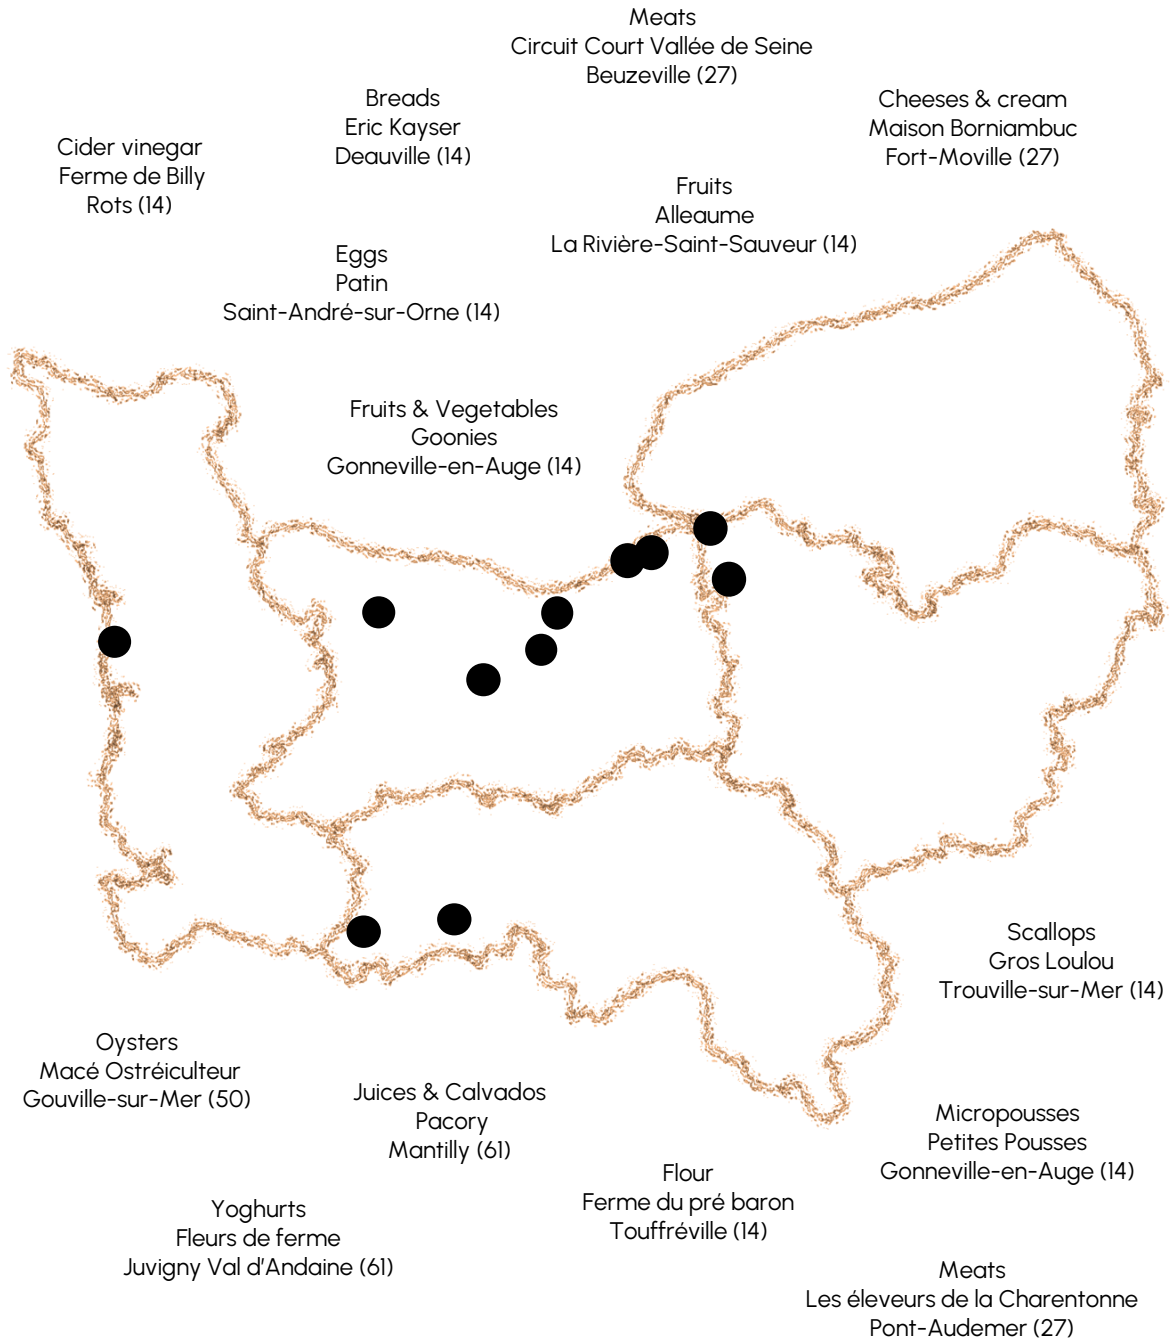 Meats
Circuit Court Vallée de Seine
Beuzeville (27)
Breads
Eric Kayser
Deauville (14)
Cheeses & cream
Maison Borniambuc
Fort-Moville (27)
Cider vinegar
Ferme de Billy
Rots (14)
Fruits
Alleaume
La Rivière-Saint-Sauveur (14)
Eggs
Patin
Saint-André-sur-Orne (14)
Fruits & Vegetables
Goonies
Gonneville-en-Auge (14)
Scallops
Gros Loulou
Trouville-sur-Mer (14)
Oysters
Macé Ostréiculteur
Gouville-sur-Mer (50)
Juices & Calvados
Pacory
Mantilly (61)
Micropousses
Petites Pousses
Gonneville-en-Auge (14)
Flour
Ferme du pré baron
Touffréville (14)
Yoghurts
Fleurs de ferme
Juvigny Val d'Andaine (61)
Meats
Les éleveurs de la Charentonne
Pont-Audemer (27)